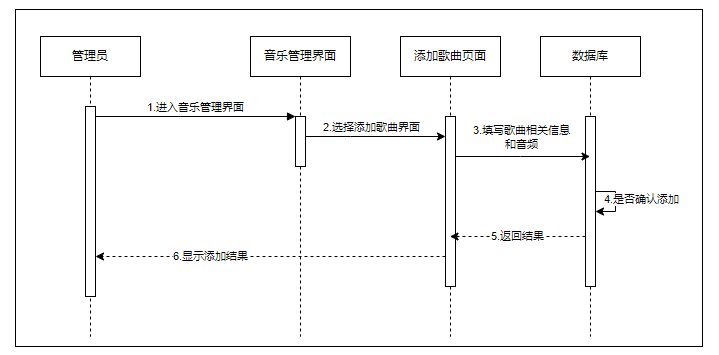 管理员
音乐管理界面
添加歌曲页面
数据库
1.进入音乐管理界面
2.选择添加歌曲界面
3.填写歌曲相关信息
和音频
4.是否确认添加
5.返回结果
6.显示添加结果